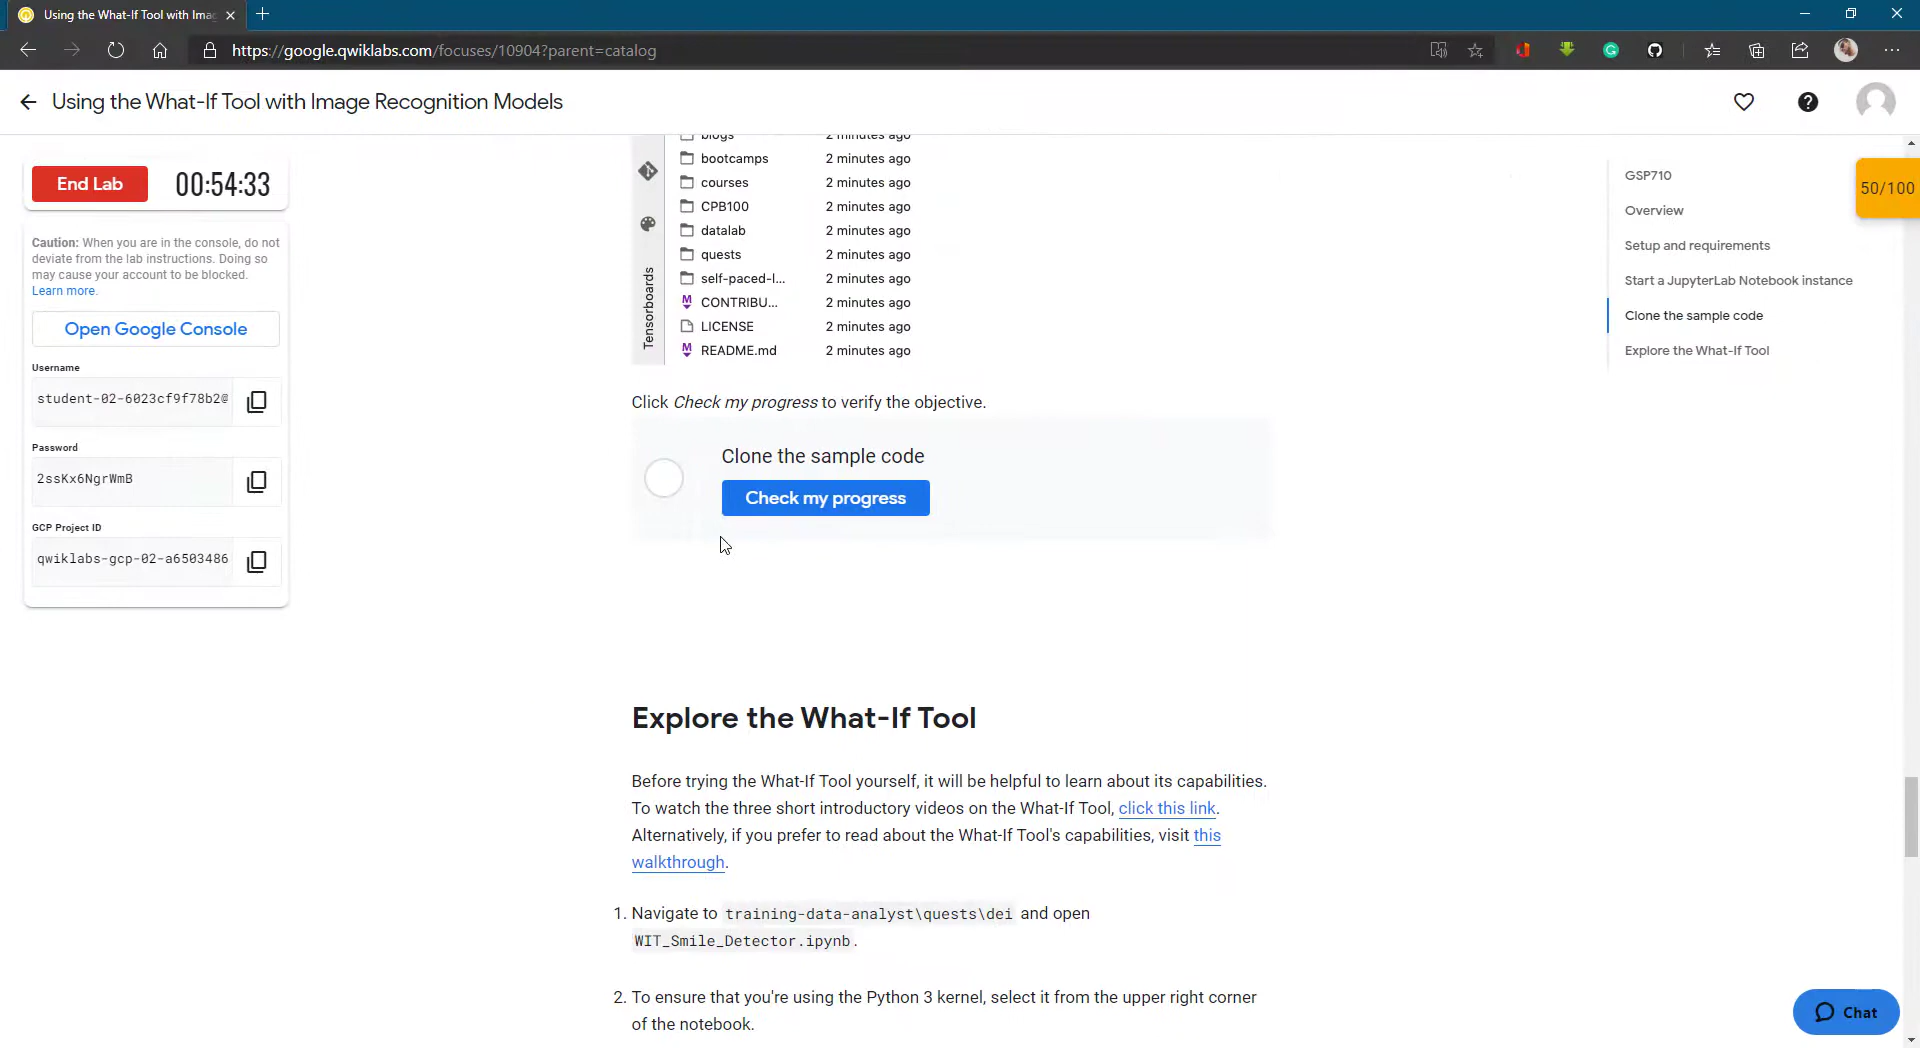 Using the What-If Tool with Ima
https://google.qwiklabs.com/focuses/10904?parent=catalog
Using the What-If Tool with Image Recognition Models
End Lab
00:54:33
Caution: When you are in the console, do not
deviate from the lab instructions. Doing so
may cause your account to be blocked.
Learn more.
Open Google Console
Username
student-02-6023cf9f78b2@
Password
2ssKx6NgrWmB
GCP Project ID
qwiklabs-gcp-02-a6503486
Tensorboards
blogs 2 minutes ago
bootcamps 2 minutes ago
courses 2 minutes ago
CPB100 2 minutes ago
datalab 2 minutes ago
quests 2 minutes ago
self-paced-l... 2 minutes ago
CONTRIBU... 2 minutes ago
LICENSE 2 minutes ago
README.md 2 minutes ago
Click Check my progress to verify the objective.
Clone the sample code
Check my progress
Explore the What-If Tool
Before trying the What-If Tool yourself, it will be helpful to learn about its capabilities.
To watch the three short introductory videos on the What-If Tool, click this link.
Alternatively, if you prefer to read about the What-If Tool's capabilities, visit this
walkthrough.
1. Navigate to training-data-analyst\quests\dei and open
WIT_Smile_Detector.ipynb.
2. To ensure that you're using the Python 3 kernel, select it from the upper right corner
of the notebook.
GSP710
Overview
Setup and requirements
Start a JupyterLab Notebook instance
Clone the sample code
Explore the What-If Tool
50/100
Chat